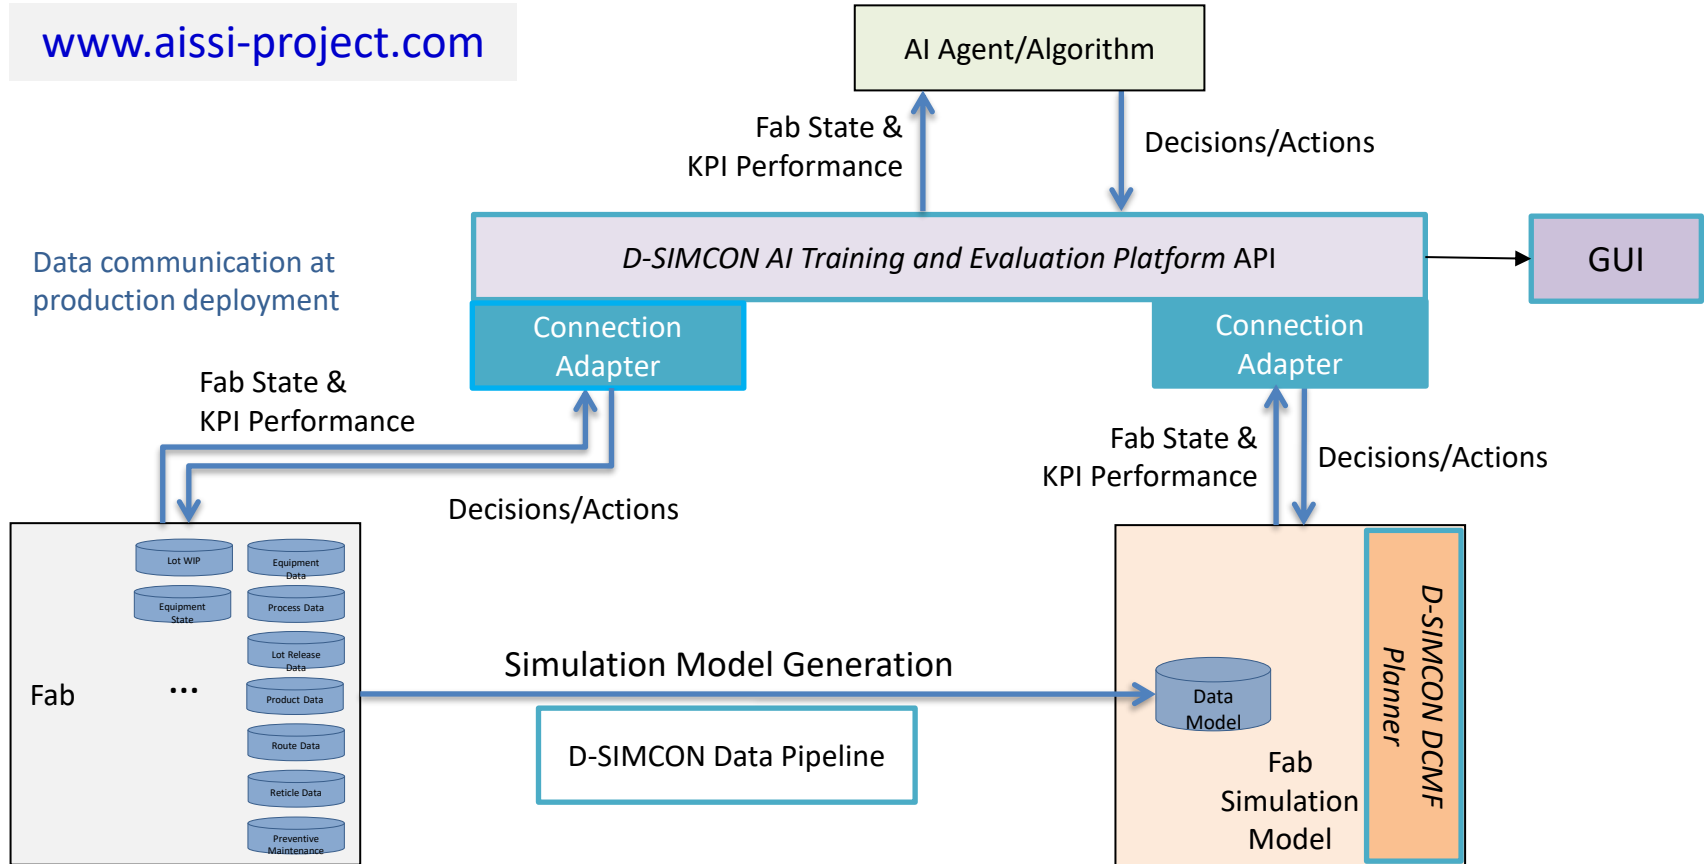 www.aissi-project.com
AI Agent/Algorithm
Fab State &
KPI Performance
Decisions/Actions
D-SIMCON AI Training and Evaluation Platform API
GUI
Data communication at
production deployment
Connection
Adapter
Connection
Adapter
Fab State &
KPI Performance
Decisions/Actions
Fab State &
KPI Performance
Decisions/Actions
Fab
Lot WIP
Equipment
State
...
Equipment
Data
Process Data
Lot Release
Data
Product Data
Route Data
Reticle Data
Preventive
Maintenance
Simulation Model Generation
D-SIMCON Data Pipeline
Data
Model
Fab
Simulation
Model
D-SIMCON DCMF
Planner